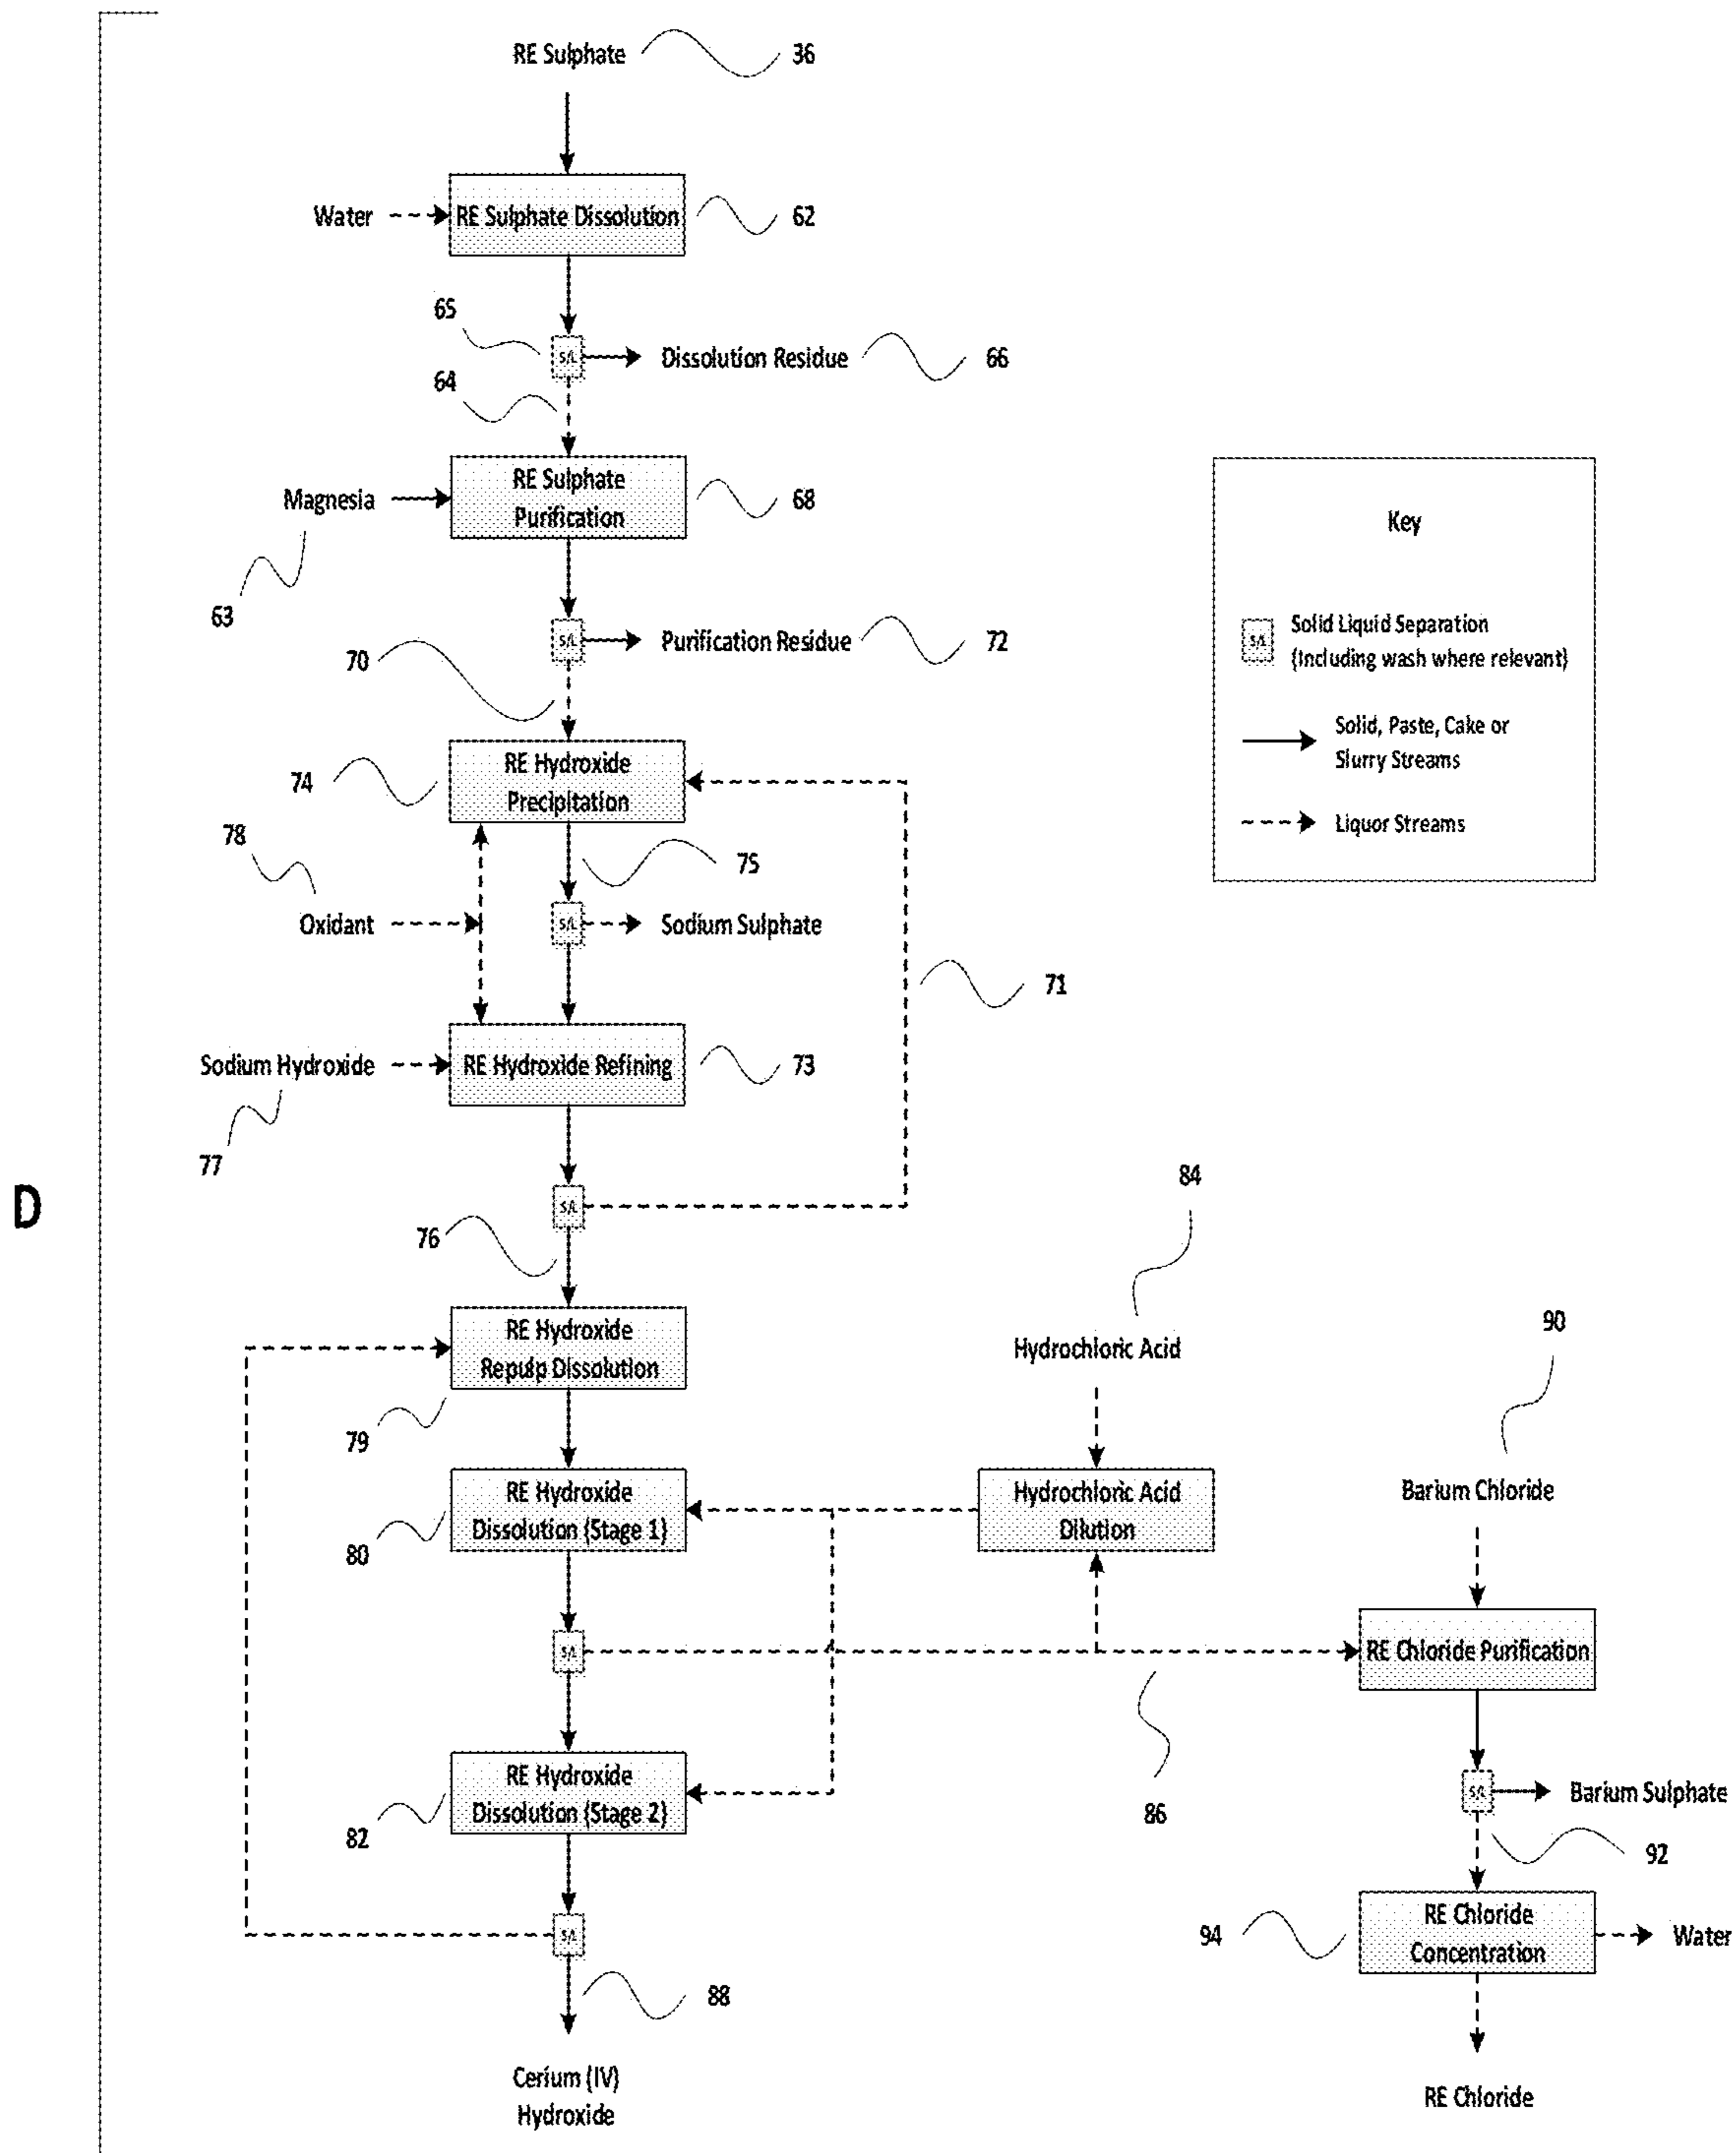 RE Sulphate
36
Water
RE Sulphate Dissolution
62
65
S/L
Dissolution Residue
66
64
RE Sulphate
Purification
68
Magnesia
63
S/L
Purification Residue
72
70
RE Hydroxide
Precipitation
74
78
75
Oxidant
S/L
Sodium Sulphate
71
Sodium Hydroxide
RE Hydroxide Refining
73
77
D
S/L
76
84
RE Hydroxide
Repulp Dissolution
79
Hydrochloric Acid
90
RE Hydroxide
Dissolution (Stage 1)
80
Hydrochloric Acid
Dilution
Barium Chloride
S/L
RE Chloride Purification
86
RE Hydroxide
Dissolution (Stage 2)
82
S/L
Barium Sulphate
92
S/L
88
RE Chloride
Concentration
94
Water
Cerium (IV)
Hydroxide
RE Chloride
Key
S/L
Solid Liquid Separation
(Including wash where relevant)
Solid, Paste, Cake or
Slurry Streams
Liquor Streams